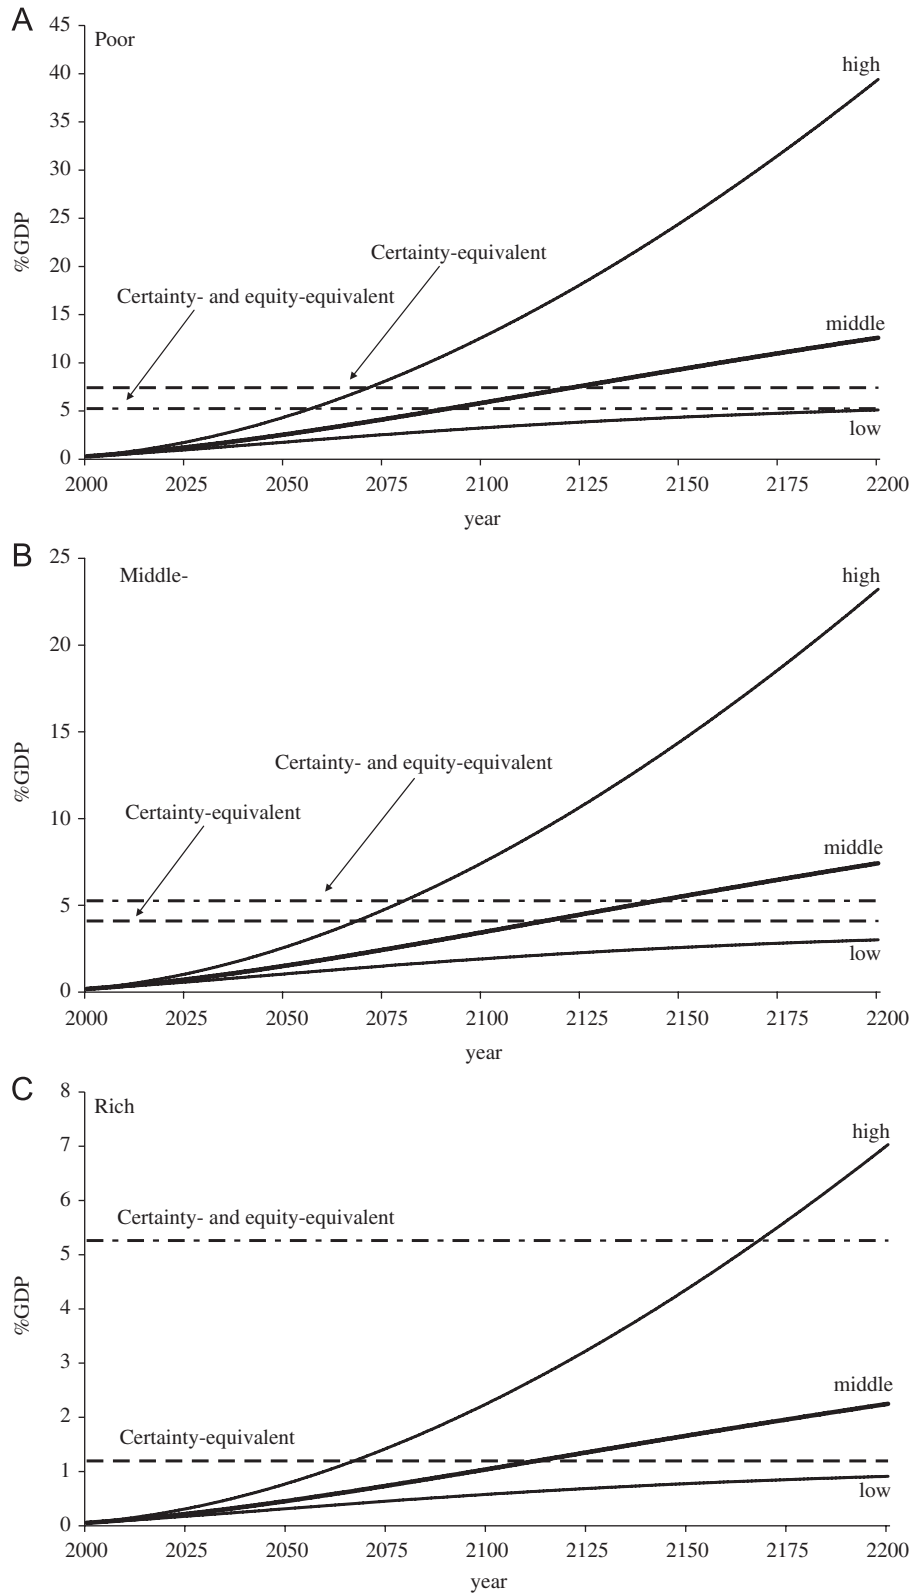 A
Poor
45
40
35
30
25
20
15
10
5
0
%GDP
high
Certainty-equivalent
Certainty- and equity-equivalent
middle
low
2000 2025 2050 2075 2100 2125 2150 2175 2200
year
B
Middle-
25
20
15
10
5
0
%GDP
high
Certainty- and equity-equivalent
Certainty-equivalent
middle
low
2000 2025 2050 2075 2100 2125 2150 2175 2200
year
C
Rich
8
7
6
5
4
3
2
1
0
%GDP
high
Certainty- and equity-equivalent
middle
Certainty-equivalent
low
2000 2025 2050 2075 2100 2125 2150 2175 2200
year